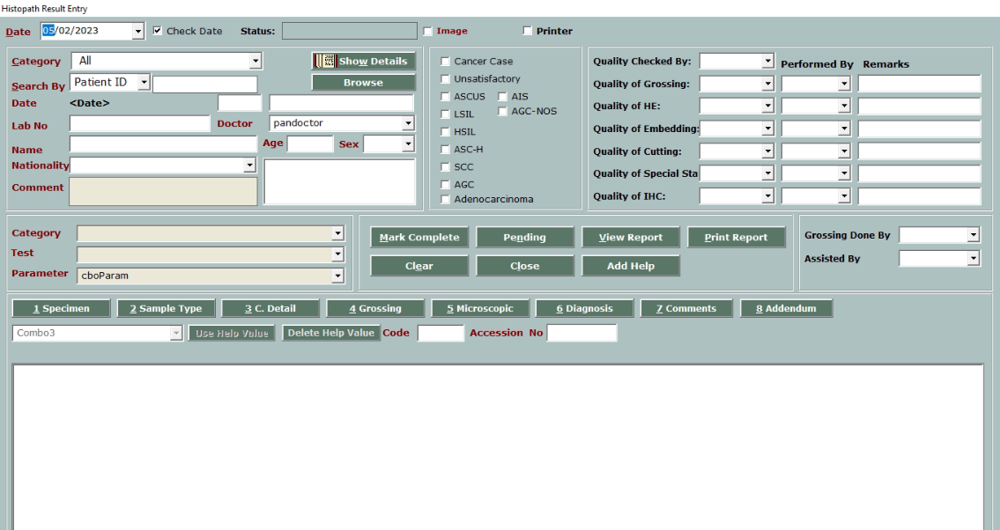 Histopath Result Entry
Date 05/02/2023 Check Date Status: Image Printer
Category All Show Details
Search By Patient ID Browse
Date <Date>
Lab No Doctor pandoctor
Name Age Sex
Nationality
Comment
Cancer Case
Unsatisfactory
ASCUS AIS
LSIL AGC-NOS
HSIL
ASC-H
SCC
AGC
Adenocarcinoma
Quality Checked By: Performed By Remarks
Quality of Grossing:
Quality of HE:
Quality of Embedding:
Quality of Cutting:
Quality of Special Sta
Quality of IHC:
Category
Test
Parameter cboParam
Mark Complete Pending View Report Print Report
Clear Close Add Help
Grossing Done By
Assisted By
1 Specimen 2 Sample Type 3 C. Detail 4 Grossing 5 Microscopic 6 Diagnosis 7 Comments 8 Addendum
Combo3 Use Help Value Delete Help Value Code Accession No